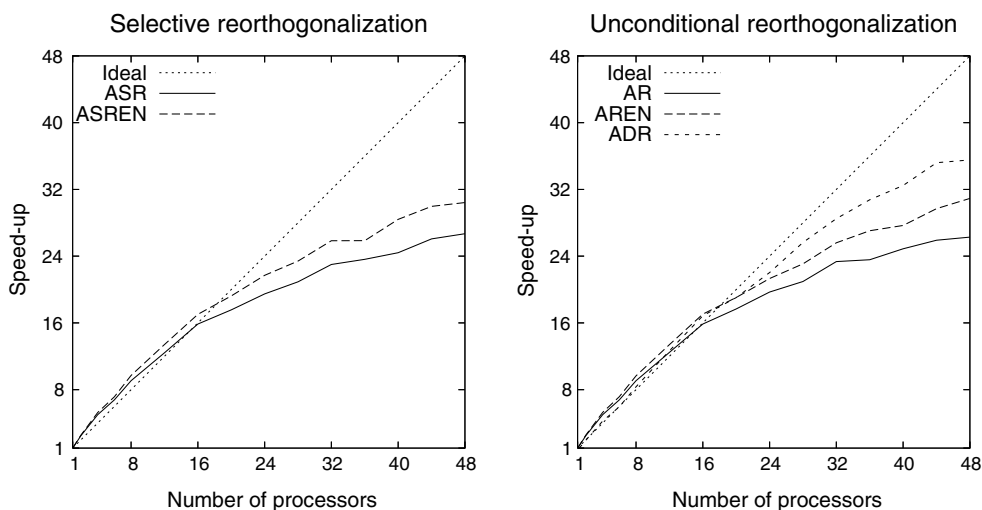 Selective reorthogonalization
48
40
32
24
16
8
1
Speed-up
Ideal
ASR
ASREN
1 8 16 24 32 40 48
Number of processors
Unconditional reorthogonalization
48
40
32
24
16
8
1
Speed-up
Ideal
AR
AREN
ADR
1 8 16 24 32 40 48
Number of processors